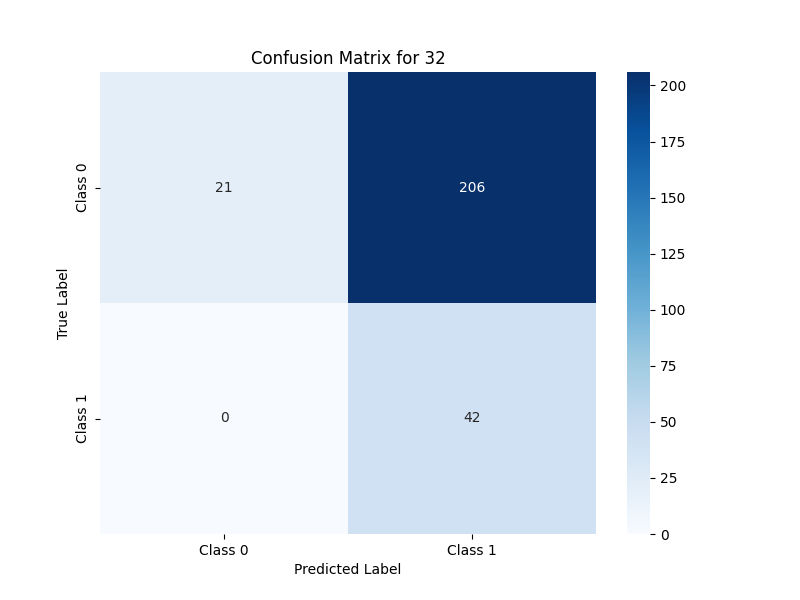 Confusion Matrix for 32
Class 0
Class 1
True Label
21
206
0
42
Class 0
Class 1
Predicted Label
200
175
150
125
100
75
50
25
0